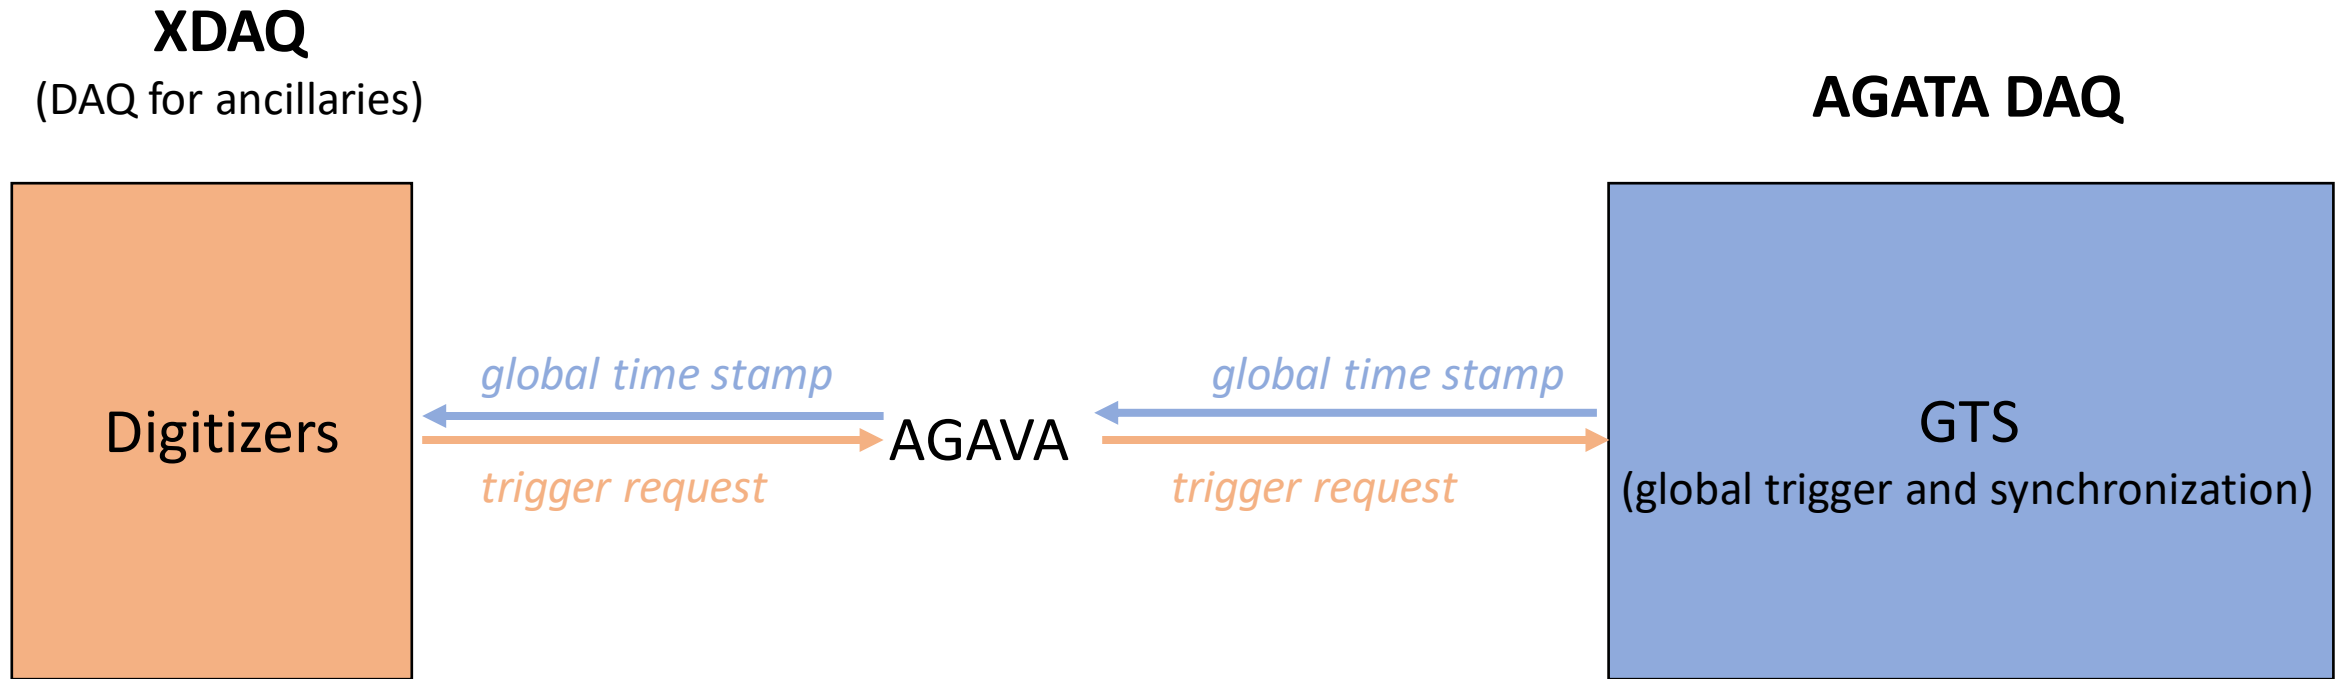 XDAQ
(DAQ for ancillaries)
AGATA DAQ
Digitizers
global time stamp
trigger request
AGAVA
global time stamp
trigger request
GTS
(global trigger and synchronization)